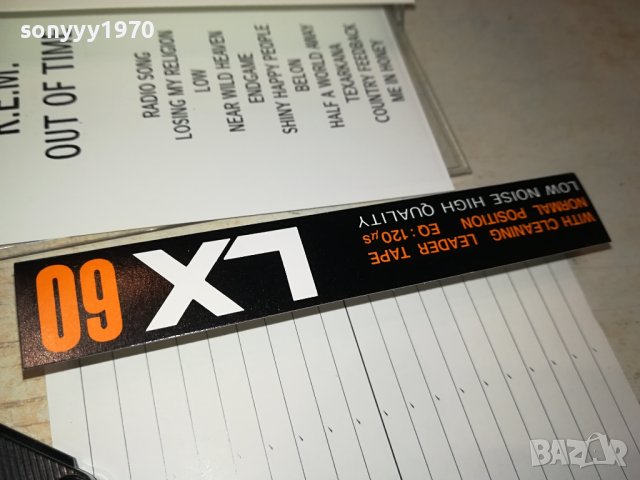 sonyyy1970
R.E.M.
OUT OF TIME
RADIO SONG
LOSING MY RELIGION
LOW
NEAR WILD HEAVEN
ENDGAME
SHINY HAPPY PEOPLE
BELON
HALF A WORLD AWAY
TEXARKANA
COUNTRY FEEDBACK
ME IN HONEY
LX 60
WITH CLEANING LEADER TAPE
NORMAL POSITION EQ: 120μs
LOW NOISE HIGH QUALITY
BAZAR